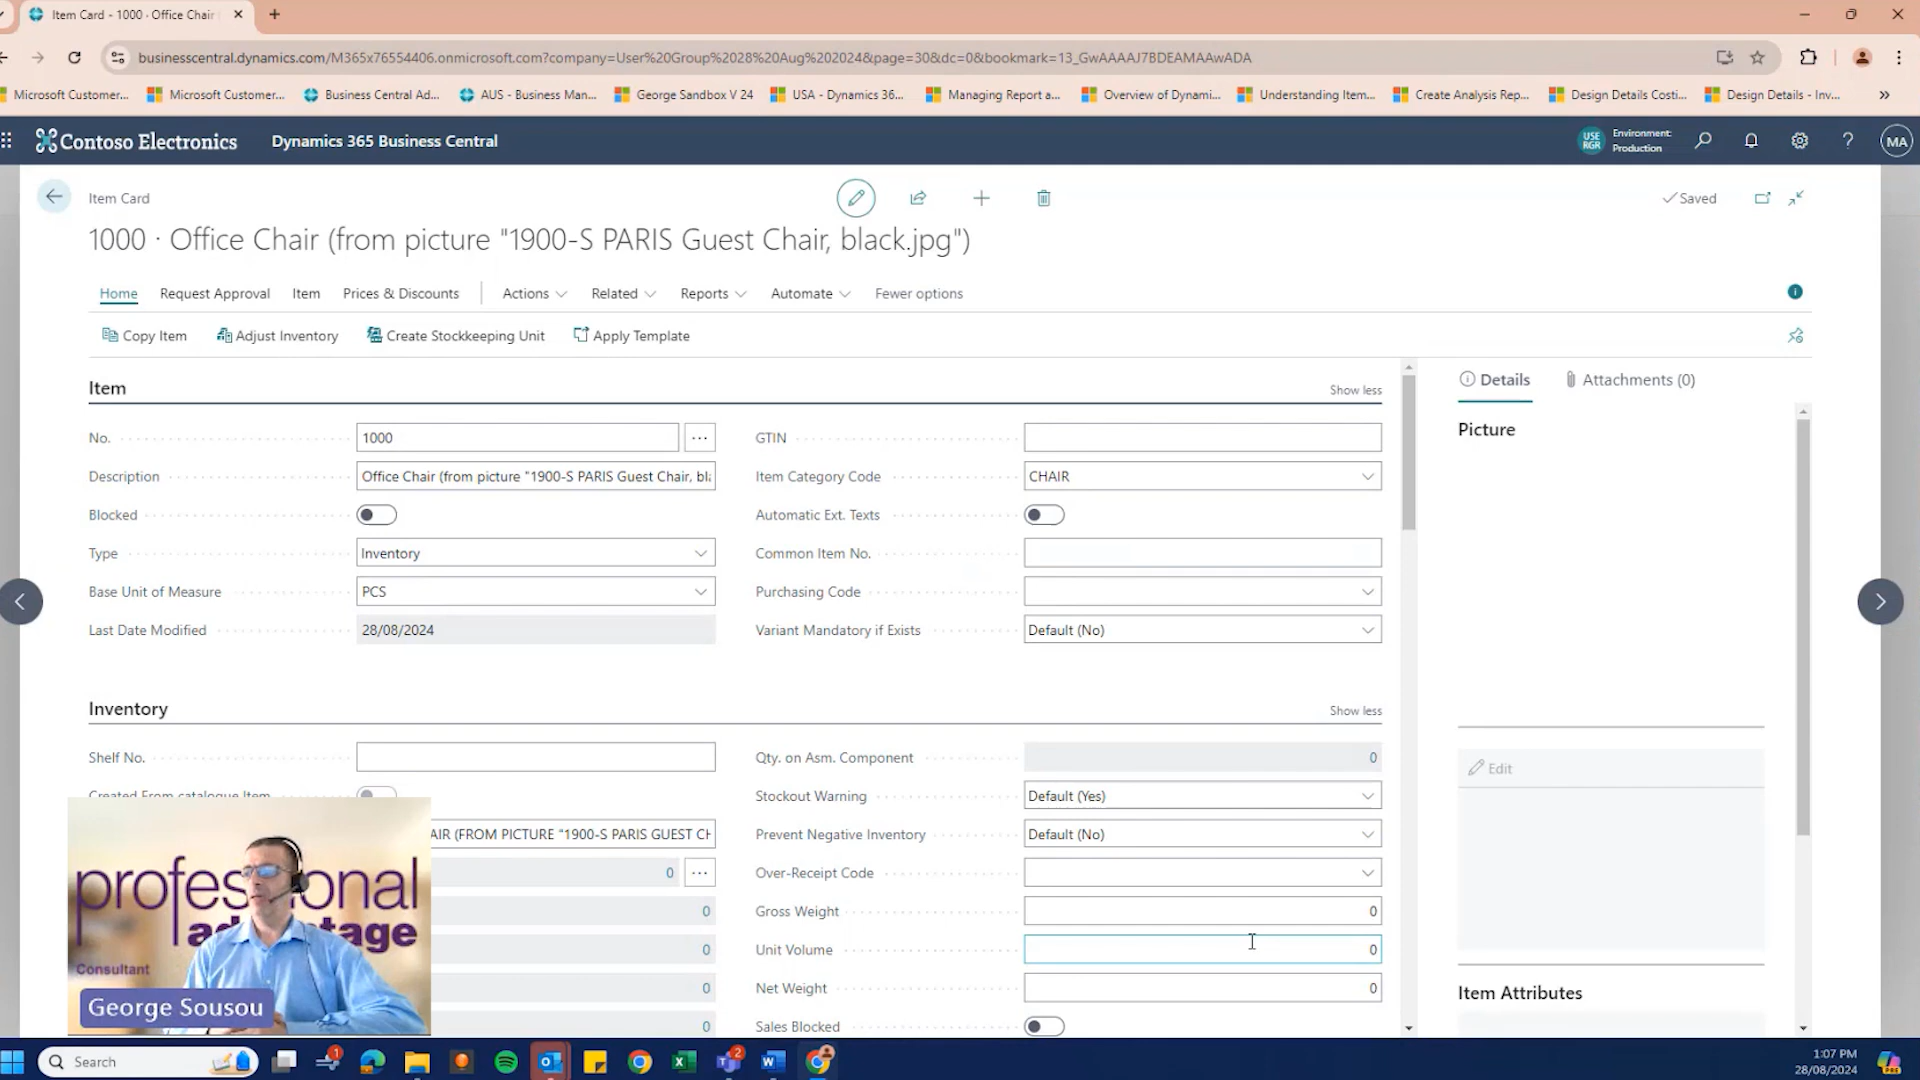 Item Card - 1000 · Office Chair
businesscentral.dynamics.com/M365x76554406.onmicrosoft.com?company=User%20Group%2028%20Aug%202024&page=30&dc=0&bookmark=13_GwAAAAJ7BDEAMAAwADA
Microsoft Customer...
Microsoft Customer...
Business Central Ad...
AUS - Business Man...
George Sandbox V 24
USA - Dynamics 36...
Managing Report a...
Overview of Dynami...
Understanding Item...
Create Analysis Rep...
Design Details Costi...
Design Details - Inv...
Contoso Electronics
Dynamics 365 Business Central
USE
RGR
Environment:
Production
MA
Item Card
Saved
1000 · Office Chair (from picture "1900-S PARIS Guest Chair, black.jpg")
Home
Request Approval
Item
Prices & Discounts
Actions
Related
Reports
Automate
Fewer options
Copy Item
Adjust Inventory
Create Stockkeeping Unit
Apply Template
Item
Show less
No.
1000
GTIN
Description
Office Chair (from picture "1900-S PARIS Guest Chair, bla
Item Category Code
CHAIR
Blocked
Automatic Ext. Texts
Type
Inventory
Common Item No.
Base Unit of Measure
PCS
Purchasing Code
Last Date Modified
28/08/2024
Variant Mandatory if Exists
Default (No)
Inventory
Show less
Shelf No.
Qty. on Asm. Component
0
Created From catalogue Item
Stockout Warning
Default (Yes)
AIR (FROM PICTURE "1900-S PARIS GUEST CH
Prevent Negative Inventory
Default (No)
0
Over-Receipt Code
0
Gross Weight
0
0
Unit Volume
0
0
Net Weight
0
0
Sales Blocked
Details
Attachments (0)
Picture
Edit
Item Attributes
professional
advantage
Consultant
George Sousou
Search
1
2
1:07 PM
28/08/2024
PRE